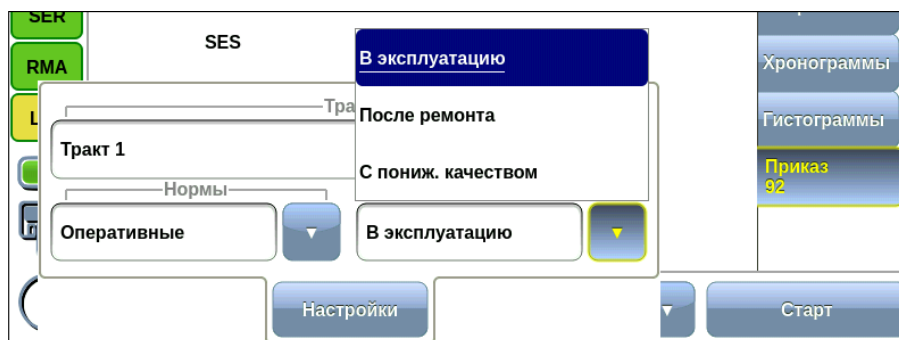 SER
SES
В эксплуатацию
RMA
Хронограммы
Тра
После ремонта
L
Гистограммы
Тракт 1
С пониж. качеством
Приказ
92
Нормы
Оперативные
В эксплуатацию
Настройки
Старт